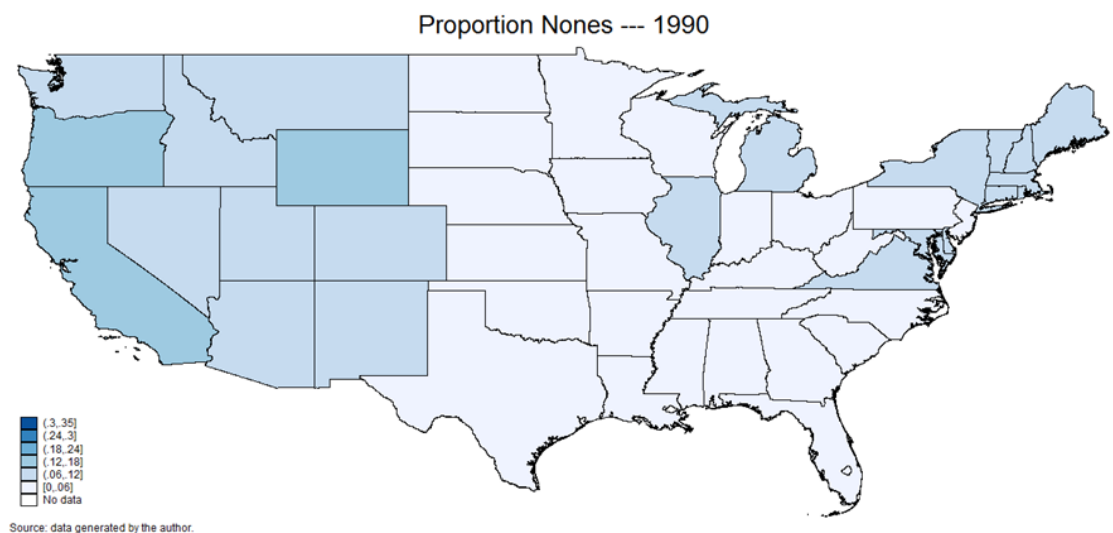 Proportion Nones --- 1990
(.3,.35]
(.24,.3]
(.18,.24]
(.12,.18]
(.06,.12]
[0,.06]
No data
Source: data generated by the author.